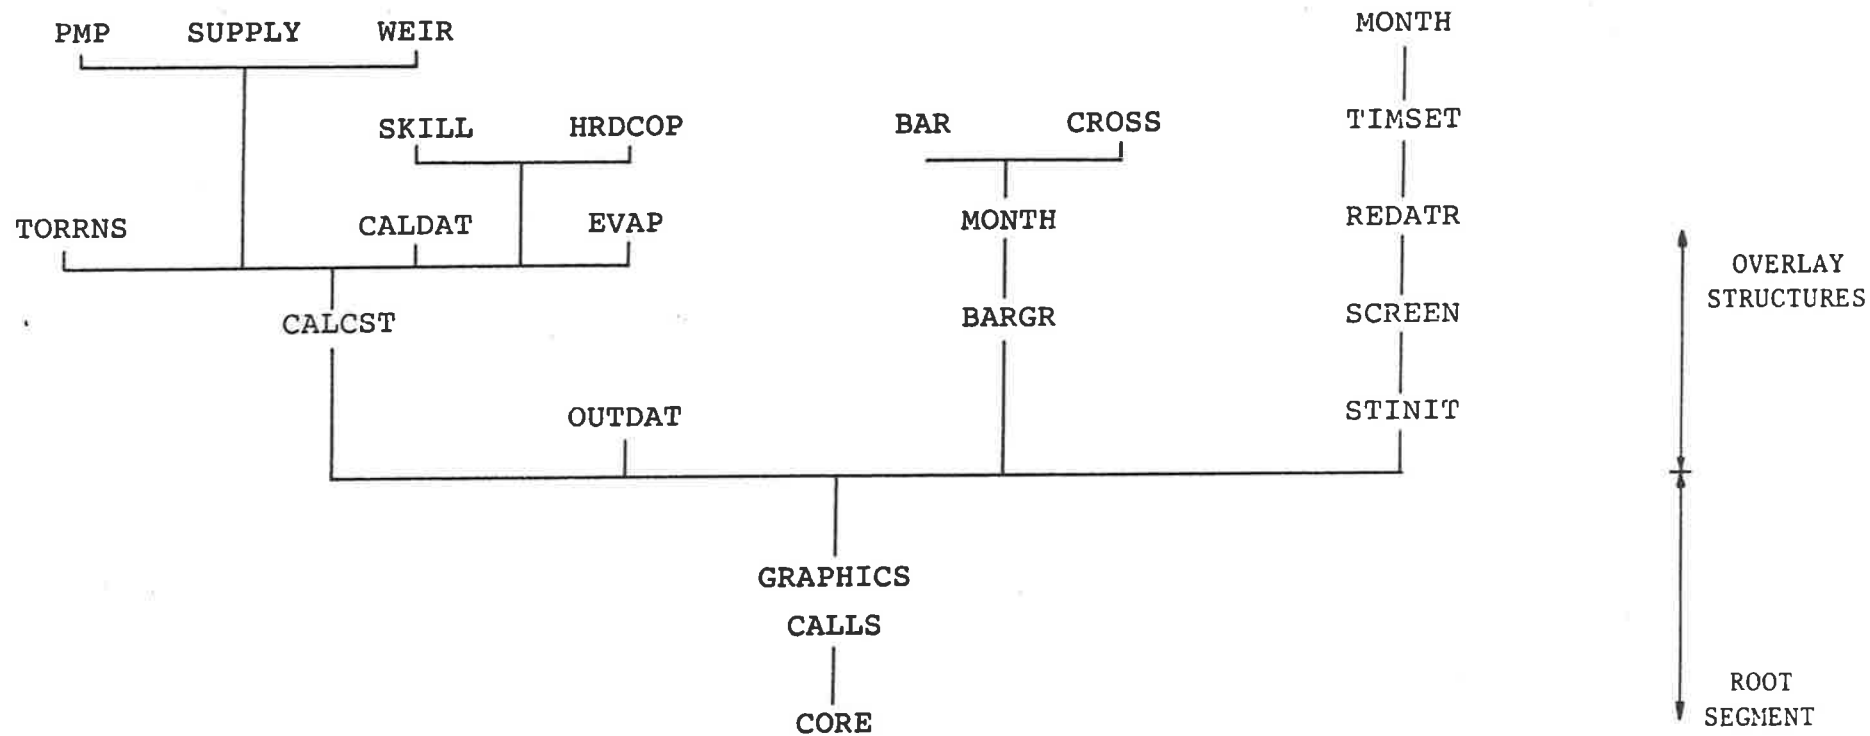 PMP SUPPLY WEIR MONTH
SKILL HRDCOP BAR CROSS TIMSET
TORRNS CALDAT EVAP MONTH REDATR
OVERLAY
STRUCTURES
CALCST BARGR SCREEN
OUTDAT STINIT
GRAPHICS
CALLS
ROOT
SEGMENT
CORE